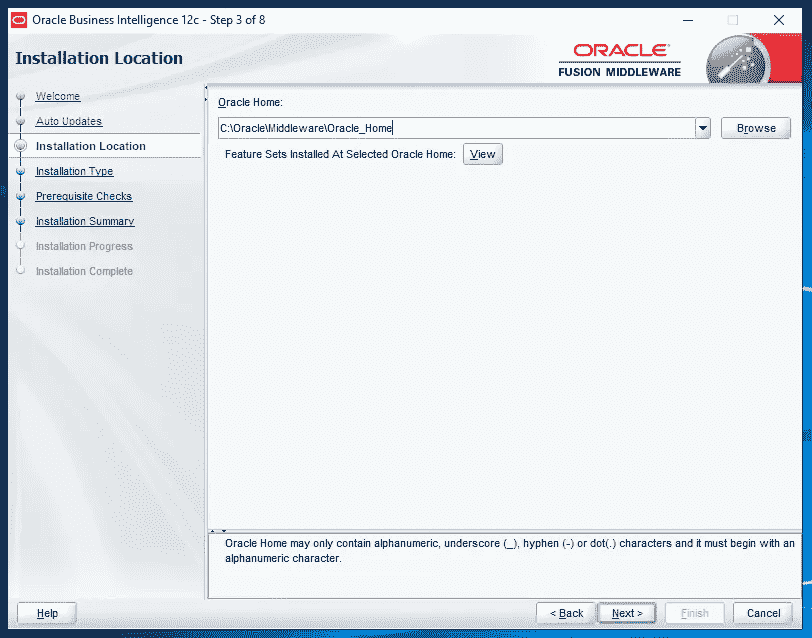 Oracle Business Intelligence 12c - Step 3 of 8
Installation Location
ORACLE
FUSION MIDDLEWARE
Welcome
Auto Updates
Installation Location
Installation Type
Prerequisite Checks
Installation Summary
Installation Progress
Installation Complete
Oracle Home:
C:\Oracle\Middleware\Oracle_Home
Browse
Feature Sets Installed At Selected Oracle Home:
View
Oracle Home may only contain alphanumeric, underscore (_), hyphen (-) or dot(.) characters and it must begin with an
alphanumeric character.
Help
< Back
Next >
Finish
Cancel